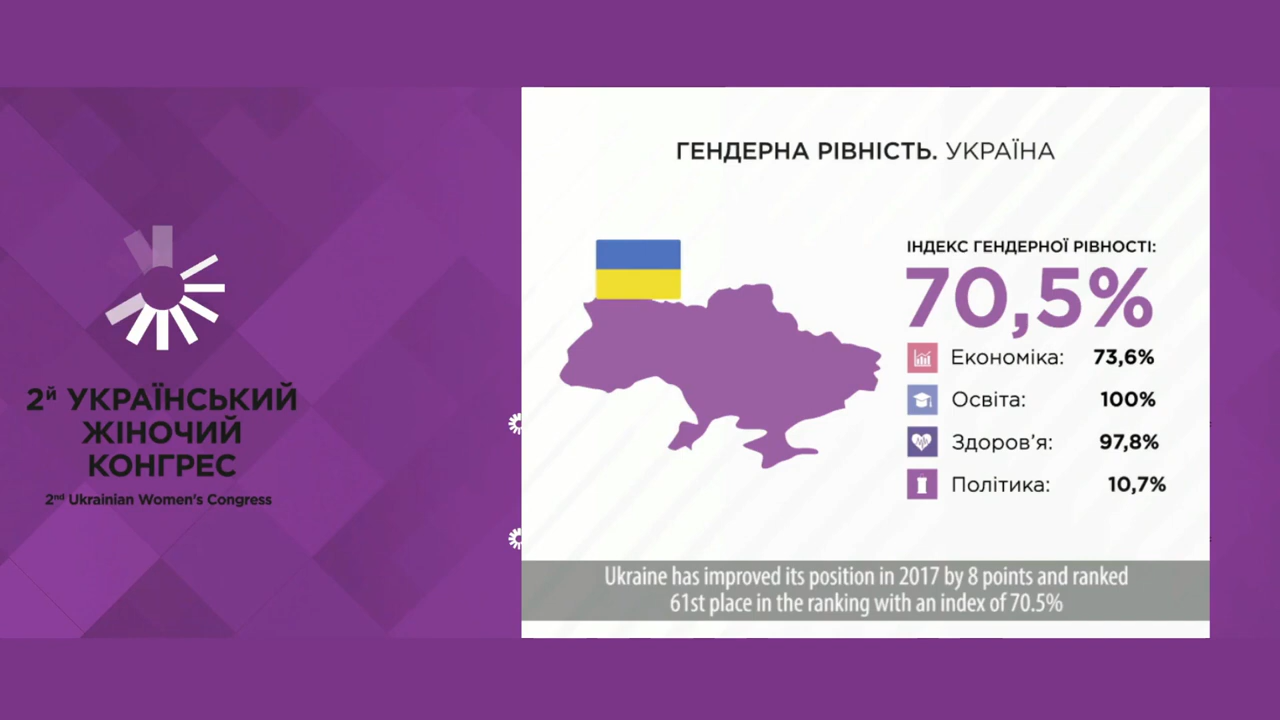 2й УКРАЇНСЬКИЙ
ЖІНОЧИЙ
КОНГРЕС
2nd Ukrainian Women's Congress
ГЕНДЕРНА РІВНІСТЬ. УКРАЇНА
ІНДЕКС ГЕНДЕРНОЇ РІВНОСТІ:
70,5%
Економіка: 73,6%
Освіта: 100%
Здоров'я: 97,8%
Політика: 10,7%
Ukraine has improved its position in 2017 by 8 points and ranked
61st place in the ranking with an index of 70.5%